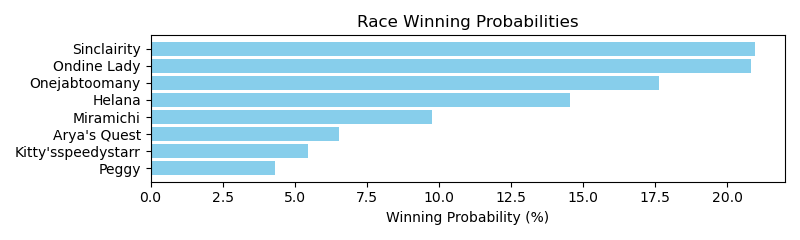 Race Winning Probabilities
Sinclairity
Ondine Lady
Onejabtoomany
Helana
Miramichi
Arya's Quest
Kitty'sspeedystarr
Peggy
0.0 2.5 5.0 7.5 10.0 12.5 15.0 17.5 20.0
Winning Probability (%)